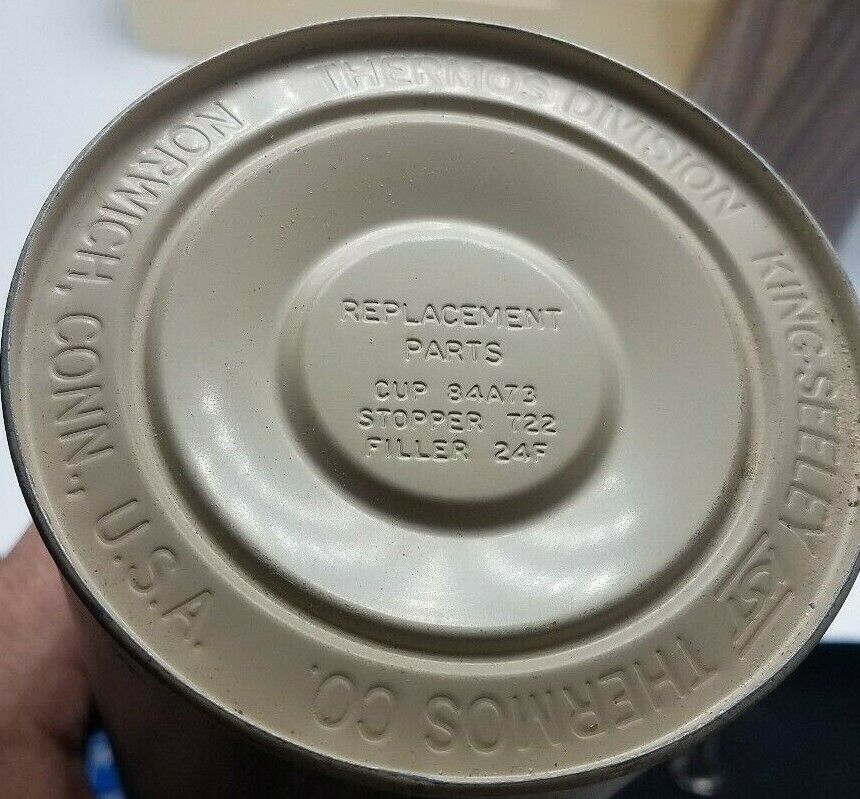 THERMOS DIVISION
KING-SEELEY KST THERMOS CO.
NORWICH, CONN., U.S.A.
REPLACEMENT
PARTS
CUP 84A73
STOPPER 722
FILLER 24F